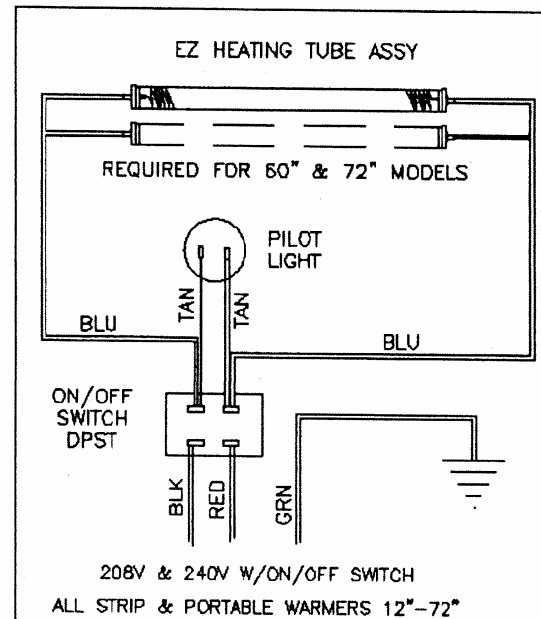 EZ HEATING TUBE ASSY
REQUIRED FOR 60" & 72" MODELS
PILOT
LIGHT
TAN
TAN
BLU
BLU
ON/OFF
SWITCH
DPST
BLK
RED
GRN
208V & 240V W/ON/OFF SWITCH
ALL STRIP & PORTABLE WARMERS 12"-72"